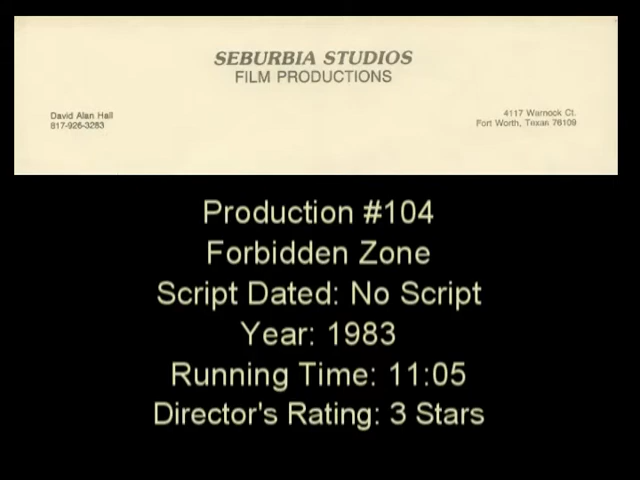 SEBURBIA STUDIOS
FILM PRODUCTIONS
David Alan Hall
817-926-3283
4117 Warnock Ct.
Fort Worth, Texan 76109
Production #104
Forbidden Zone
Script Dated: No Script
Year: 1983
Running Time: 11:05
Director's Rating: 3 Stars